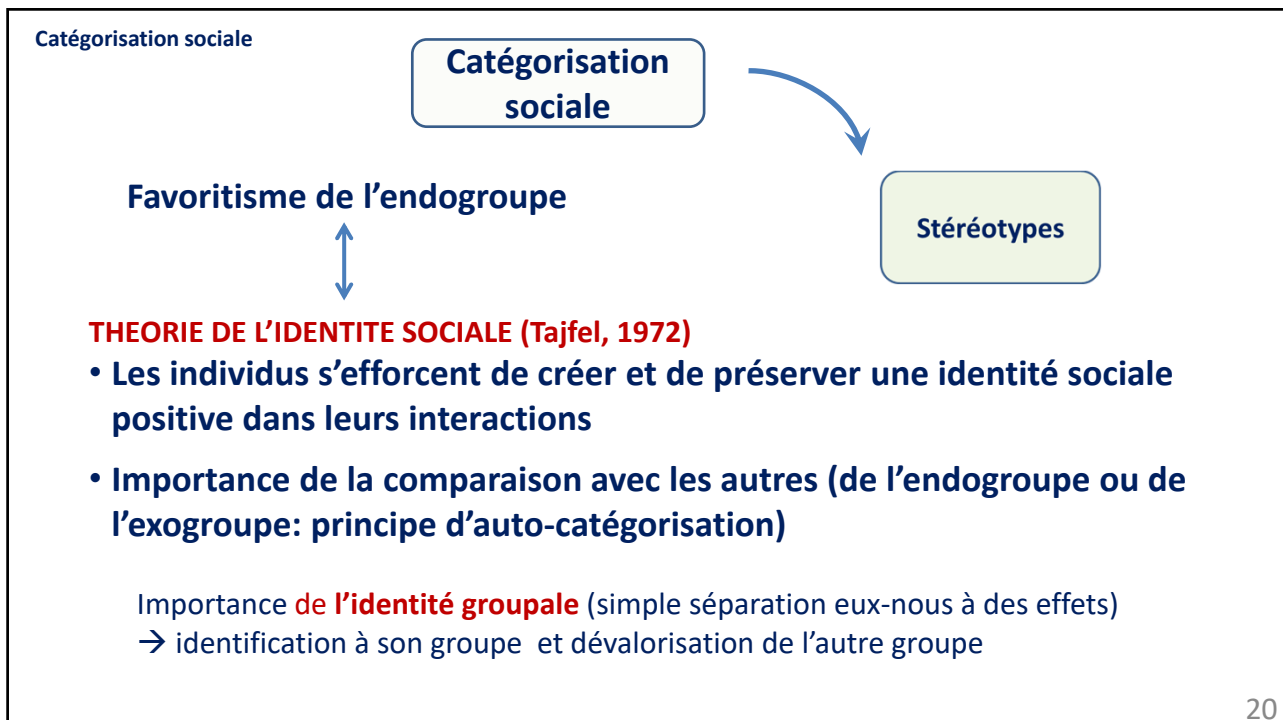 Catégorisation sociale
Catégorisation
sociale
Favoritisme de l’endogroupe
Stéréotypes
THEORIE DE L’IDENTITE SOCIALE (Tajfel, 1972)
• Les individus s’efforcent de créer et de préserver une identité sociale
positive dans leurs interactions
• Importance de la comparaison avec les autres (de l’endogroupe ou de
l’exogroupe: principe d’auto-catégorisation)
Importance de l’identité groupale (simple séparation eux-nous à des effets)
→ identification à son groupe et dévalorisation de l’autre groupe
20